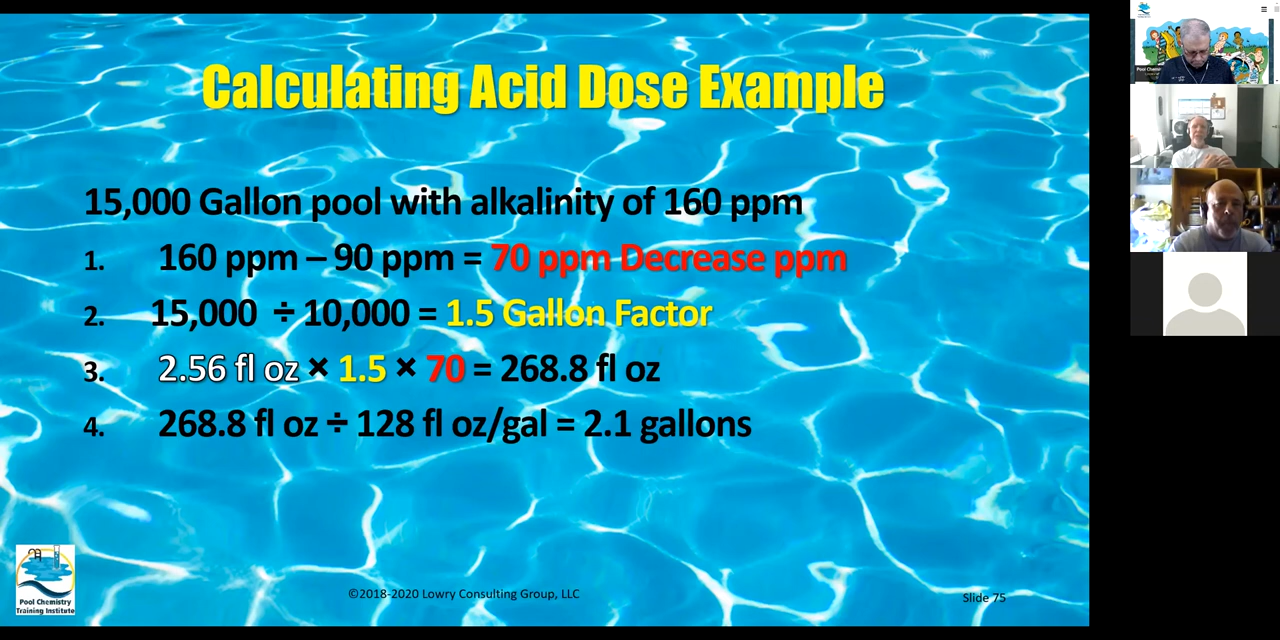 Calculating Acid Dose Example
15,000 Gallon pool with alkalinity of 160 ppm
1. 160 ppm – 90 ppm = 70 ppm Decrease ppm
2. 15,000 ÷ 10,000 = 1.5 Gallon Factor
3. 2.56 fl oz × 1.5 × 70 = 268.8 fl oz
4. 268.8 fl oz ÷ 128 fl oz/gal = 2.1 gallons
Pool Chemistry
Training Institute
©2018-2020 Lowry Consulting Group, LLC
Slide 75